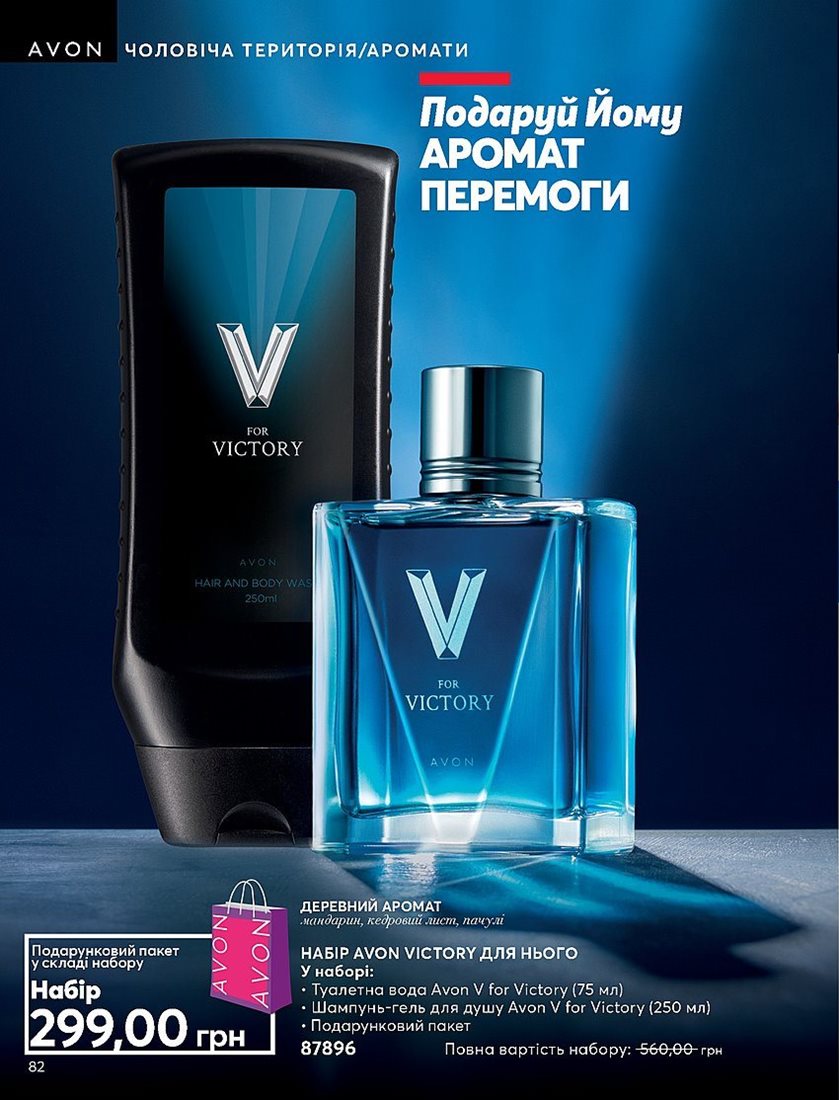 AVON ЧОЛОВІЧА ТЕРИТОРІЯ/АРОМАТИ
Подаруй Йому
АРОМАТ
ПЕРЕМОГИ
V
FOR
VICTORY
AVON
HAIR AND BODY WAS
250ml
V
FOR
VICTORY
AVON
ДЕРЕВНИЙ АРОМАТ
мандарин, кедровий лист, пачулі
AVON
AVON
Подарунковий пакет
у складі набору
Набір
299,00 грн
НАБІР AVON VICTORY ДЛЯ НЬОГО
У наборі:
• Туалетна вода Avon V for Victory (75 мл)
• Шампунь-гель для душу Avon V for Victory (250 мл)
• Подарунковий пакет
87896 Повна вартість набору: 560,00 грн
82